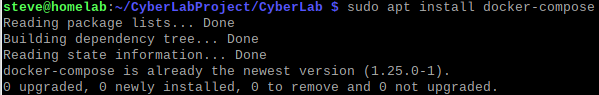 steve@homelab:~/CyberLabProject/CyberLab $ sudo apt install docker-compose
Reading package lists... Done
Building dependency tree... Done
Reading state information... Done
docker-compose is already the newest version (1.25.0-1).
0 upgraded, 0 newly installed, 0 to remove and 0 not upgraded.